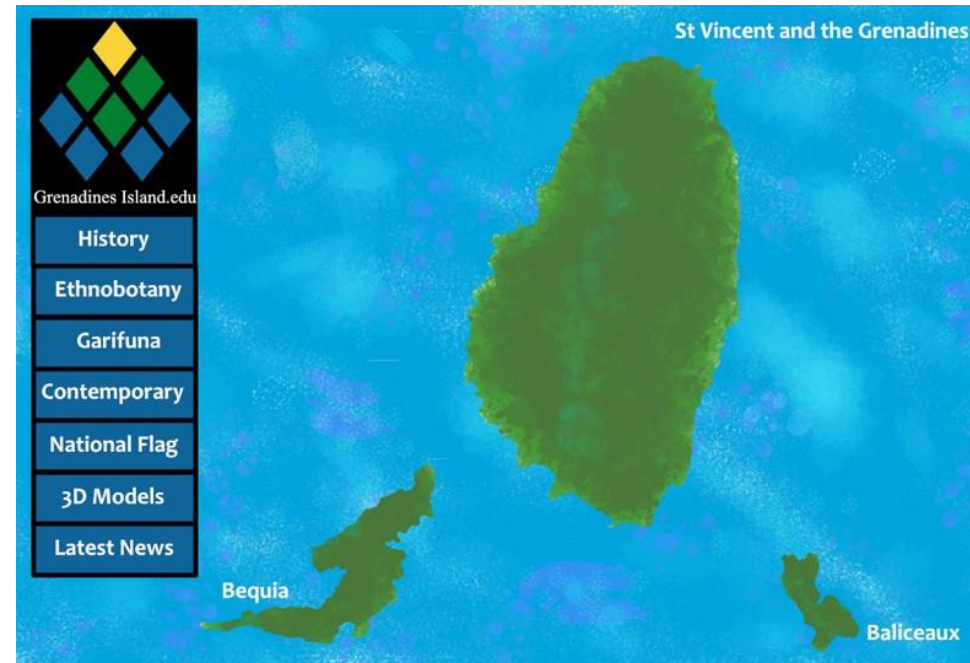 St Vincent and the Grenadines
Grenadines Island.edu
History
Ethnobotany
Garifuna
Contemporary
National Flag
3D Models
Latest News
Bequia
Baliceaux